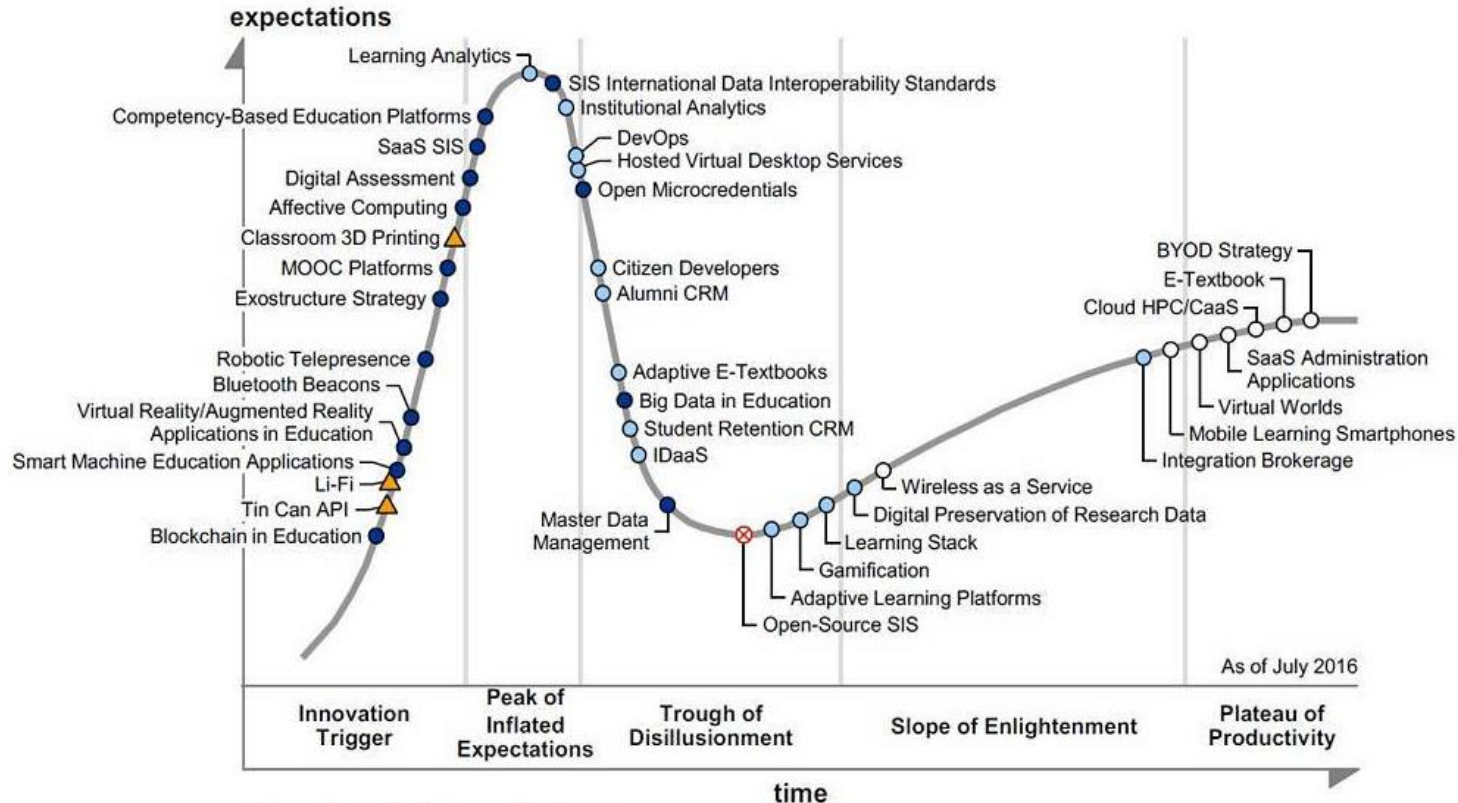 expectations
Learning Analytics
SIS International Data Interoperability Standards
Institutional Analytics
Competency-Based Education Platforms
DevOps
SaaS SIS
Hosted Virtual Desktop Services
Digital Assessment
Open Microcredentials
Affective Computing
Classroom 3D Printing
MOOC Platforms
Citizen Developers
Exostructure Strategy
Alumni CRM
Robotic Telepresence
Adaptive E-Textbooks
Bluetooth Beacons
Big Data in Education
Virtual Reality/Augmented Reality
Applications in Education
Student Retention CRM
Smart Machine Education Applications
IDaaS
Li-Fi
Tin Can API
Blockchain in Education
Master Data
Management
Open-Source SIS
Adaptive Learning Platforms
Gamification
Learning Stack
Digital Preservation of Research Data
Wireless as a Service
BYOD Strategy
E-Textbook
Cloud HPC/CaaS
SaaS Administration
Applications
Virtual Worlds
Mobile Learning Smartphones
Integration Brokerage
As of July 2016
Innovation
Trigger
Peak of
Inflated
Expectations
Trough of
Disillusionment
Slope of Enlightenment
Plateau of
Productivity
time